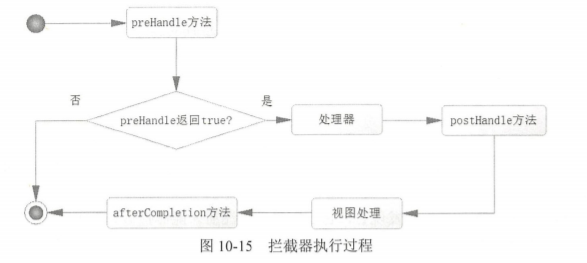 preHandle方法
否
preHandle返回true?
是
处理器
postHandle方法
afterCompletion方法
视图处理
图 10-15 拦截器执行过程